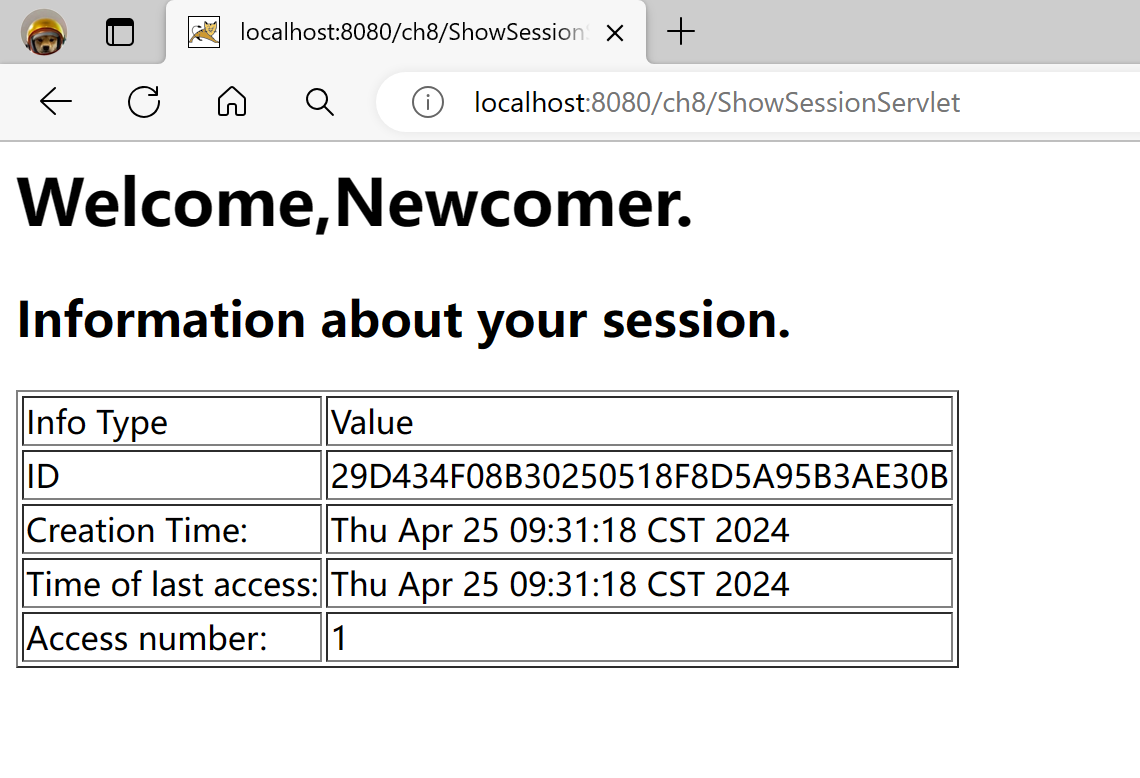 localhost:8080/ch8/ShowSession
localhost:8080/ch8/ShowSessionServlet
Welcome,Newcomer.
Information about your session.
Info Type Value
ID 29D434F08B30250518F8D5A95B3AE30B
Creation Time: Thu Apr 25 09:31:18 CST 2024
Time of last access: Thu Apr 25 09:31:18 CST 2024
Access number: 1